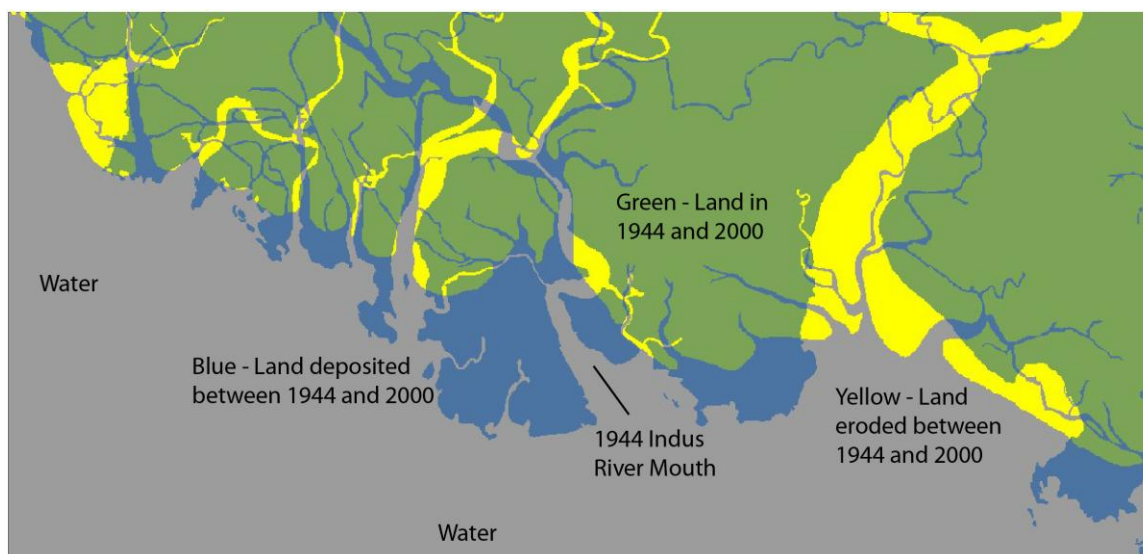 Green - Land in
1944 and 2000
Water
Blue - Land deposited
between 1944 and 2000
Yellow - Land
eroded between
1944 and 2000
1944 Indus
River Mouth
Water